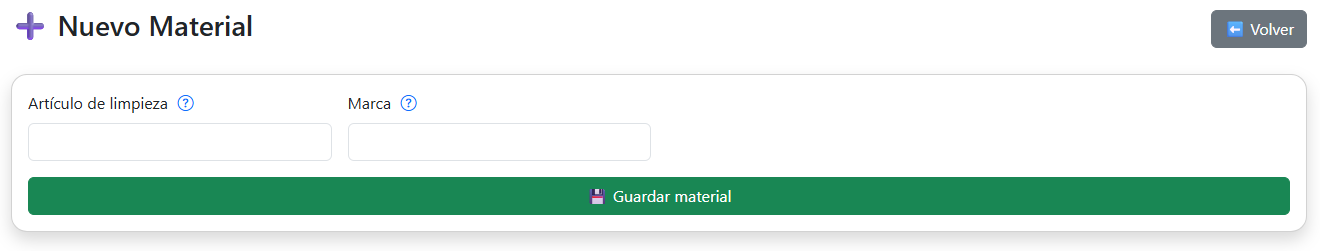 ➕ Nuevo Material
⬅️ Volver
Artículo de limpieza ?
Marca ?
💾 Guardar material